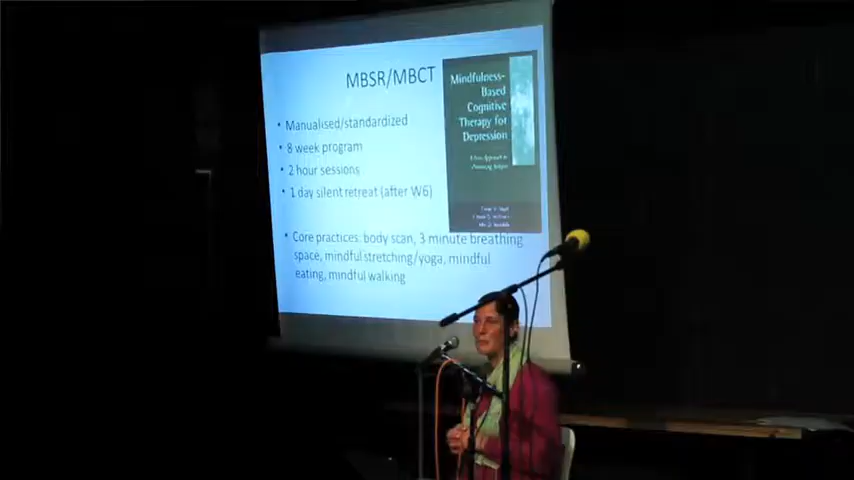 MBSR/MBCT
• Manualised/standardized
• 8 week program
• 2 hour sessions
• 1 day silent retreat (after W6)
• Core practices: body scan, 3 minute breathing
space, mindful stretching/yoga, mindful
eating, mindful walking
Mindfulness-
Based
Cognitive
Therapy for
Depression